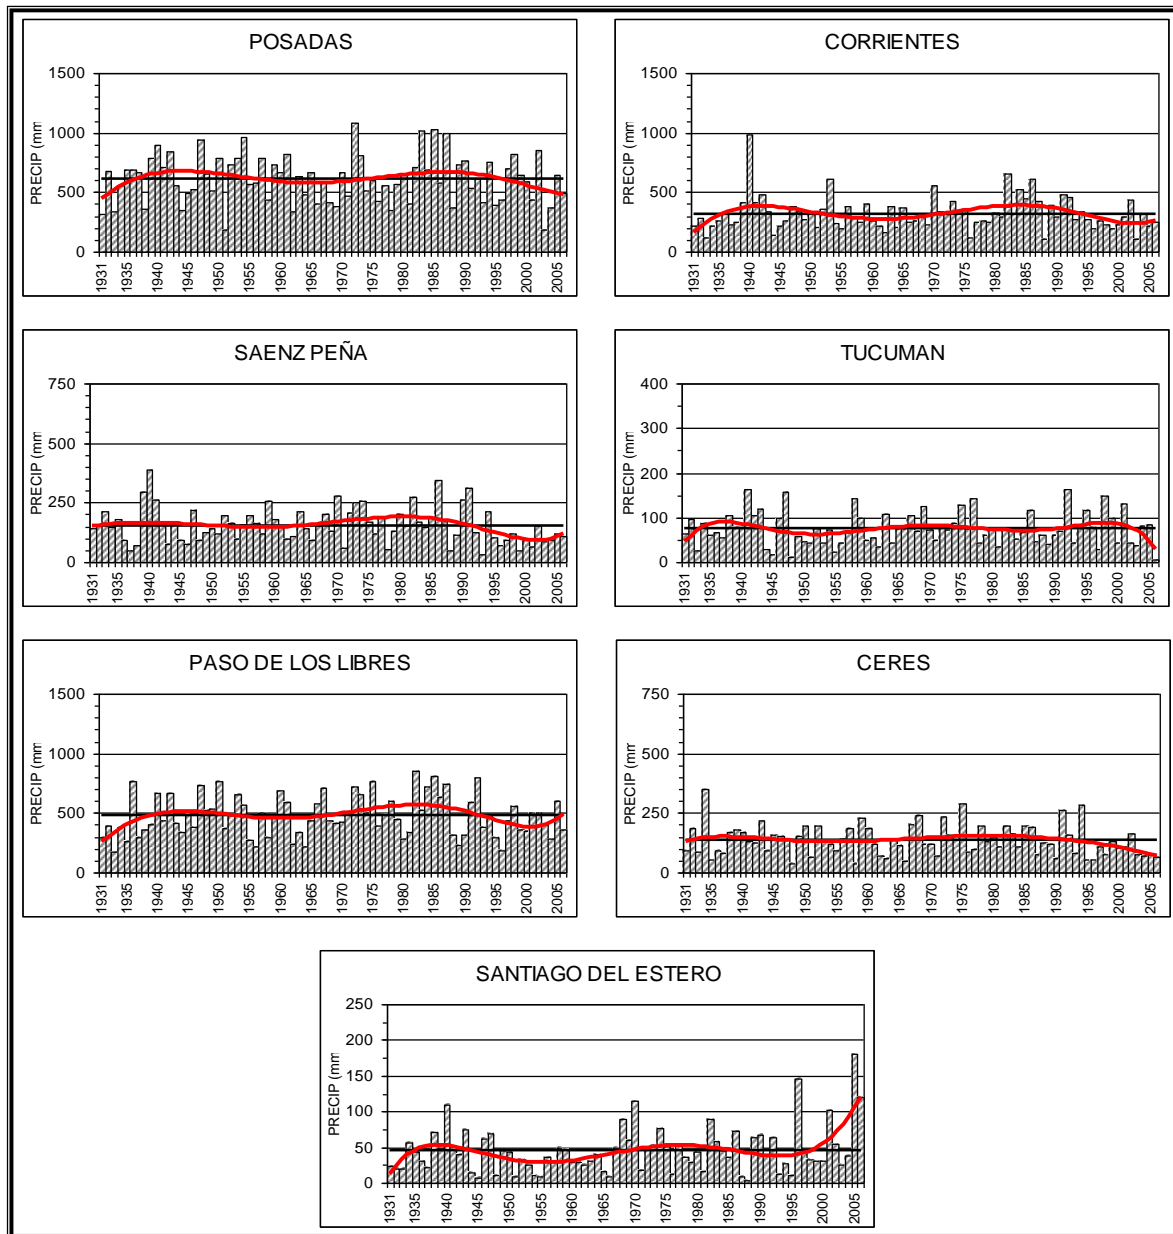 POSADAS
1500
1000
500
0
PRECIP (mm
1931 1935 1940 1945 1950 1955 1960 1965 1970 1975 1980 1985 1990 1995 2000 2005
CORRIENTES
1500
1000
500
0
PRECIP (mm
1931 1935 1940 1945 1950 1955 1960 1965 1970 1975 1980 1985 1990 1995 2000 2005
SAENZ PEÑA
750
500
250
0
PRECIP (mm
1931 1935 1940 1945 1950 1955 1960 1965 1970 1975 1980 1985 1990 1995 2000 2005
TUCUMAN
400
300
200
100
0
PRECIP (mm
1931 1935 1940 1945 1950 1955 1960 1965 1970 1975 1980 1985 1990 1995 2000 2005
PASO DE LOS LIBRES
1500
1000
500
0
PRECIP (mm
1931 1935 1940 1945 1950 1955 1960 1965 1970 1975 1980 1985 1990 1995 2000 2005
CERES
750
500
250
0
PRECIP (mm
1931 1935 1940 1945 1950 1955 1960 1965 1970 1975 1980 1985 1990 1995 2000 2005
SANTIAGO DEL ESTERO
250
200
150
100
50
0
PRECIP (mm
1931 1935 1940 1945 1950 1955 1960 1965 1970 1975 1980 1985 1990 1995 2000 2005